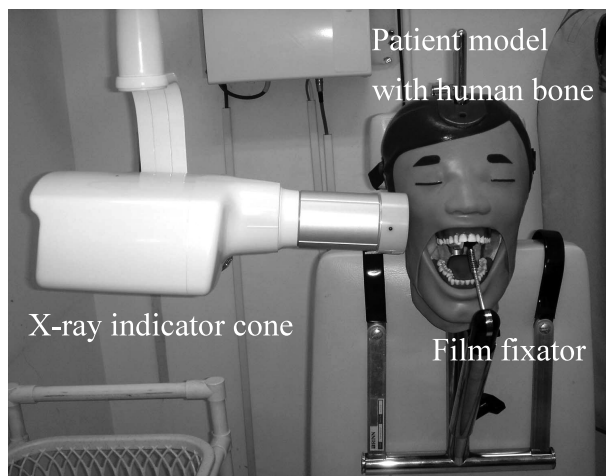 Patient model
with human bone
X-ray indicator cone
Film fixator